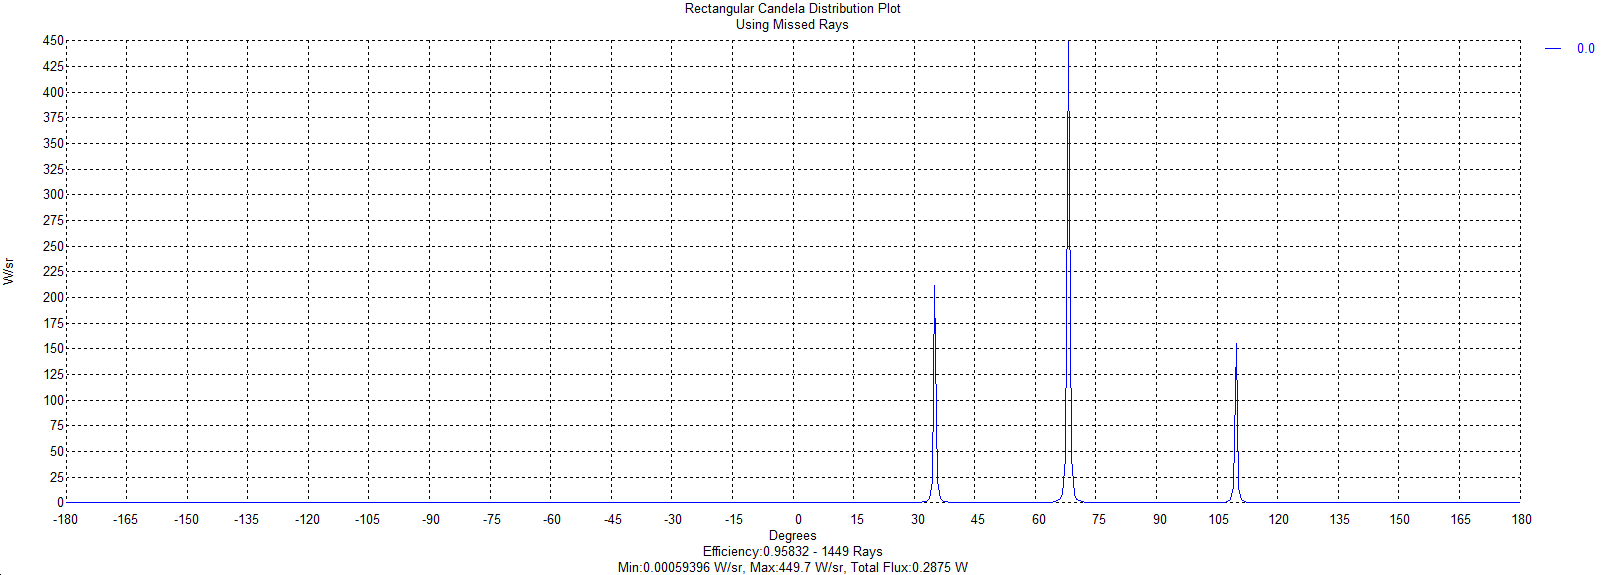 Rectangular Candela Distribution Plot
Using Missed Rays
450
425
400
375
350
325
300
275
250
225
200
175
150
125
100
75
50
25
0
W/sr
0.0
-180 -165 -150 -135 -120 -105 -90 -75 -60 -45 -30 -15 0 15 30 45 60 75 90 105 120 135 150 165 180
Degrees
Efficiency:0.95832 - 1449 Rays
Min:0.00059396 W/sr, Max:449.7 W/sr, Total Flux:0.2875 W